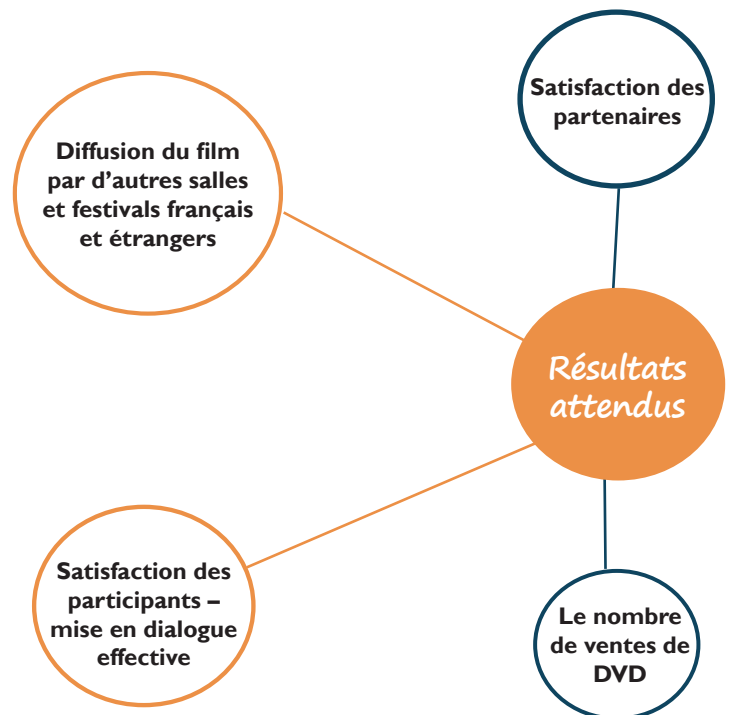 Satisfaction des
partenaires
Diffusion du film
par d'autres salles
et festivals français
et étrangers
Résultats
attendus
Satisfaction des
participants –
mise en dialogue
effective
Le nombre
de ventes de
DVD